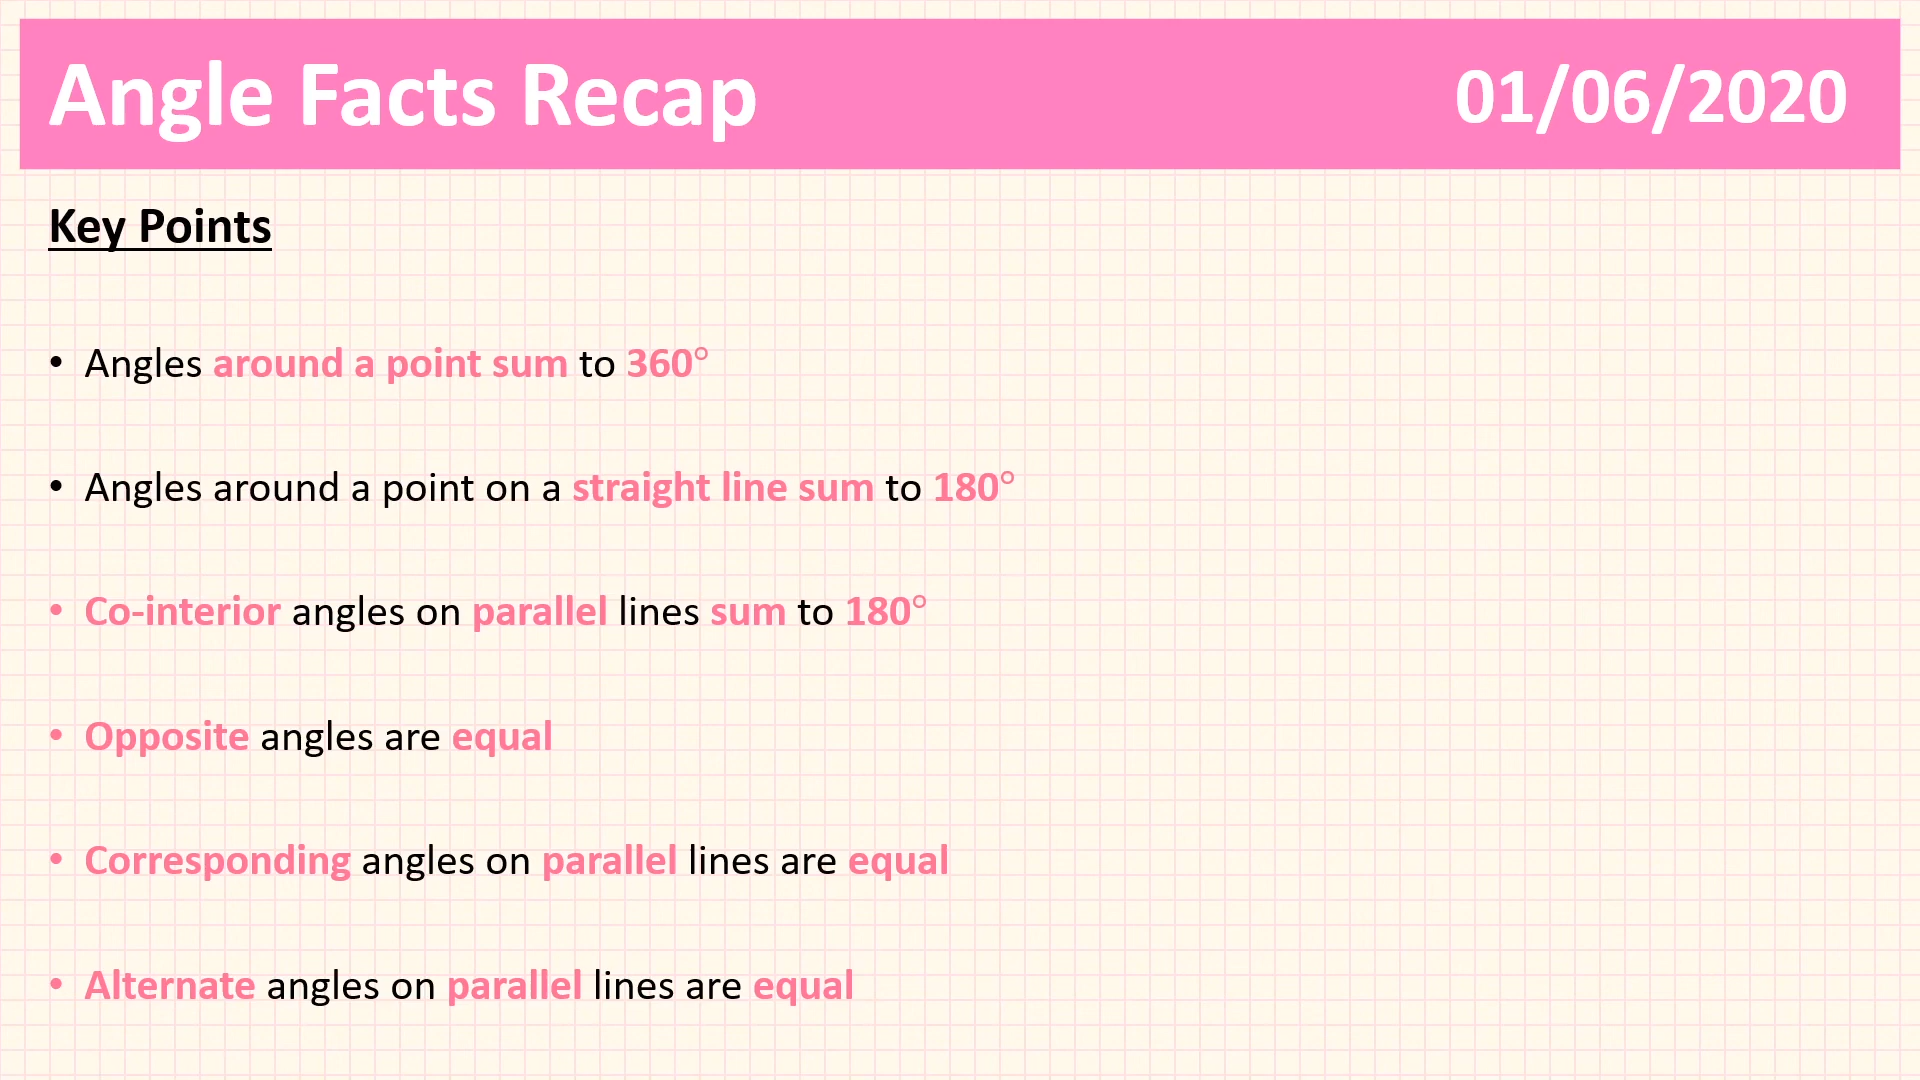 Angle Facts Recap 01/06/2020
Key Points
• Angles around a point sum to 360°
• Angles around a point on a straight line sum to 180°
• Co-interior angles on parallel lines sum to 180°
• Opposite angles are equal
• Corresponding angles on parallel lines are equal
• Alternate angles on parallel lines are equal